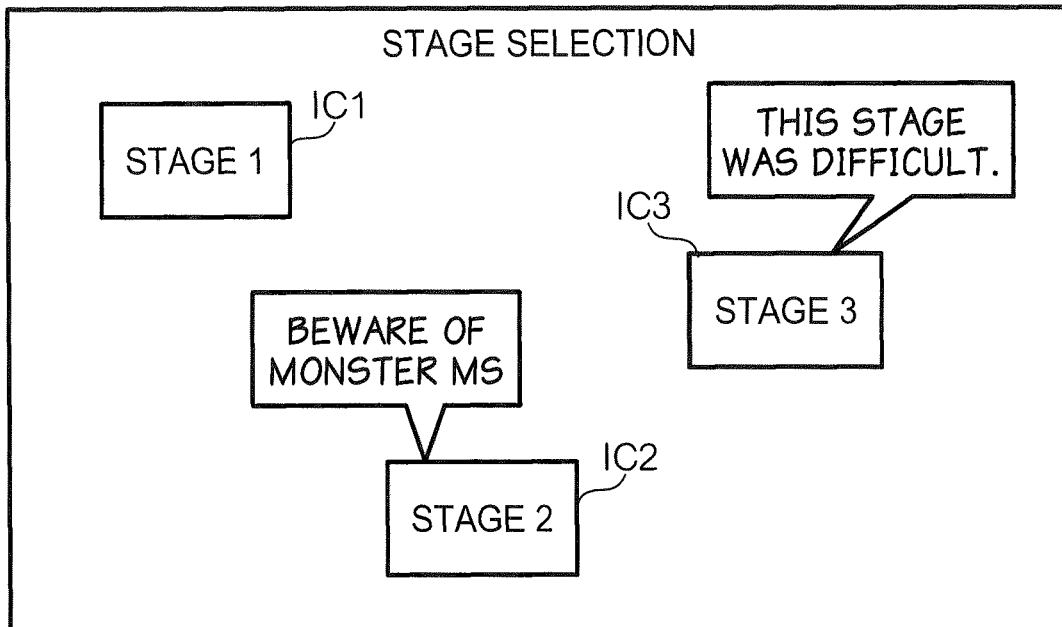 STAGE SELECTION
IC1
STAGE 1
THIS STAGE
WAS DIFFICULT.
IC3
STAGE 3
BEWARE OF
MONSTER MS
IC2
STAGE 2